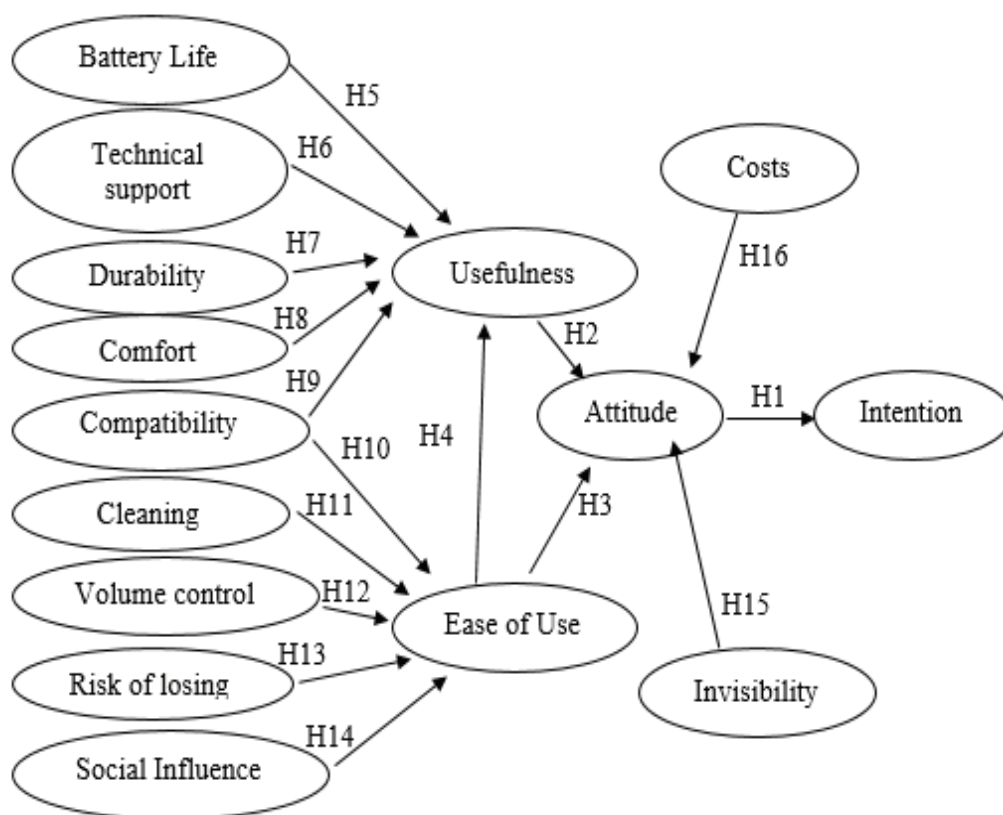 Battery Life
H5
Technical
support
H6
Costs
Durability
H7
Usefulness
H16
Comfort
H8
H2
Compatibility
H9
Attitude
H1
Intention
H10
H4
Cleaning
H11
H3
Volume control
H12
Ease of Use
H15
Risk of losing
H13
Invisibility
Social Influence
H14